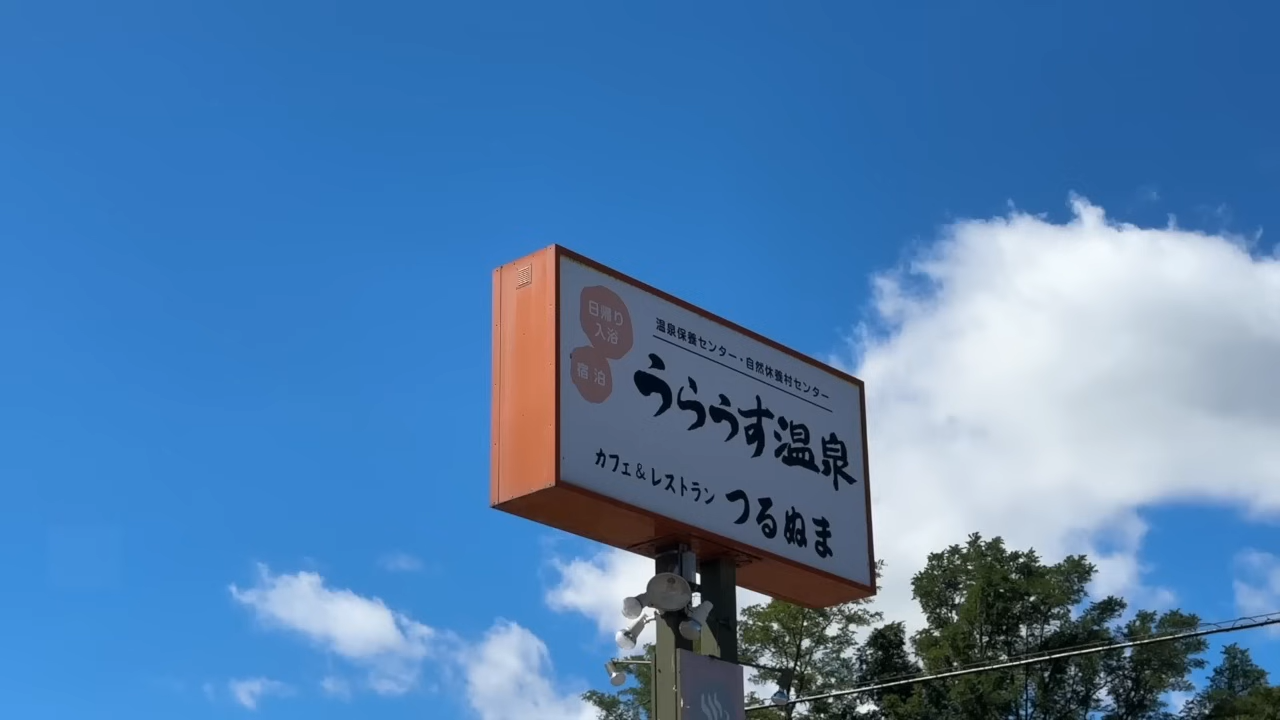 日帰り
入浴
宿泊
温泉保養センター・自然休養村センター
うらうす温泉
カフェ&レストラン つるぬま